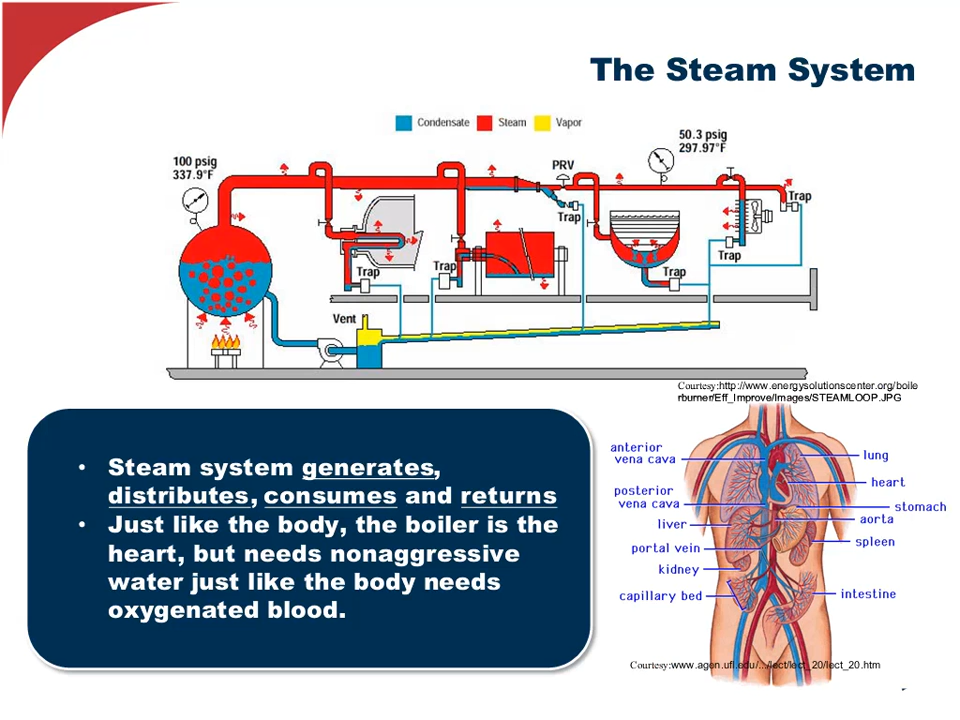 The Steam System
Condensate Steam Vapor
100 psig
337.9°F
PRV
50.3 psig
297.97°F
Trap
Trap
Trap
Trap
Trap
Trap
Vent
Courtesy:http://www.energysolutionscenter.org/boile
rburner/Eff_Improve/Images/STEAMLOOP.JPG
• Steam system generates,
distributes, consumes and returns
• Just like the body, the boiler is the
heart, but needs nonaggressive
water just like the body needs
oxygenated blood.
anterior
vena cava
posterior
vena cava
liver
portal vein
kidney
capillary bed
lung
heart
stomach
aorta
spleen
intestine
Courtesy:www.agen.ufl.edu/.../lect/lect_20/lect_20.htm